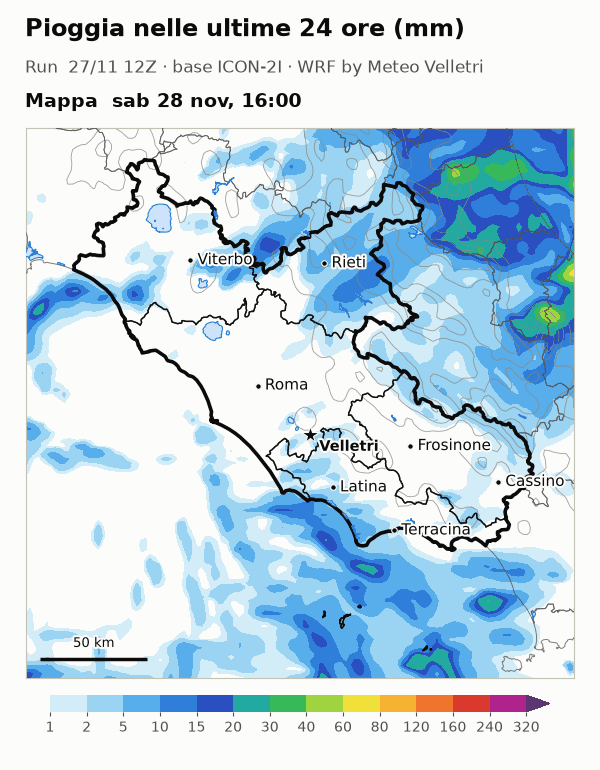 Pioggia nelle ultime 24 ore (mm)
Run  27/11 12Z · base ICON-2I · WRF by Meteo Velletri
Mappa  sab 28 nov, 16:00
Viterbo
Rieti
Roma
Velletri
Frosinone
Cassino
Latina
Terracina
50 km
1 2 5 10 15 20 30 40 60 80 120 160 240 320